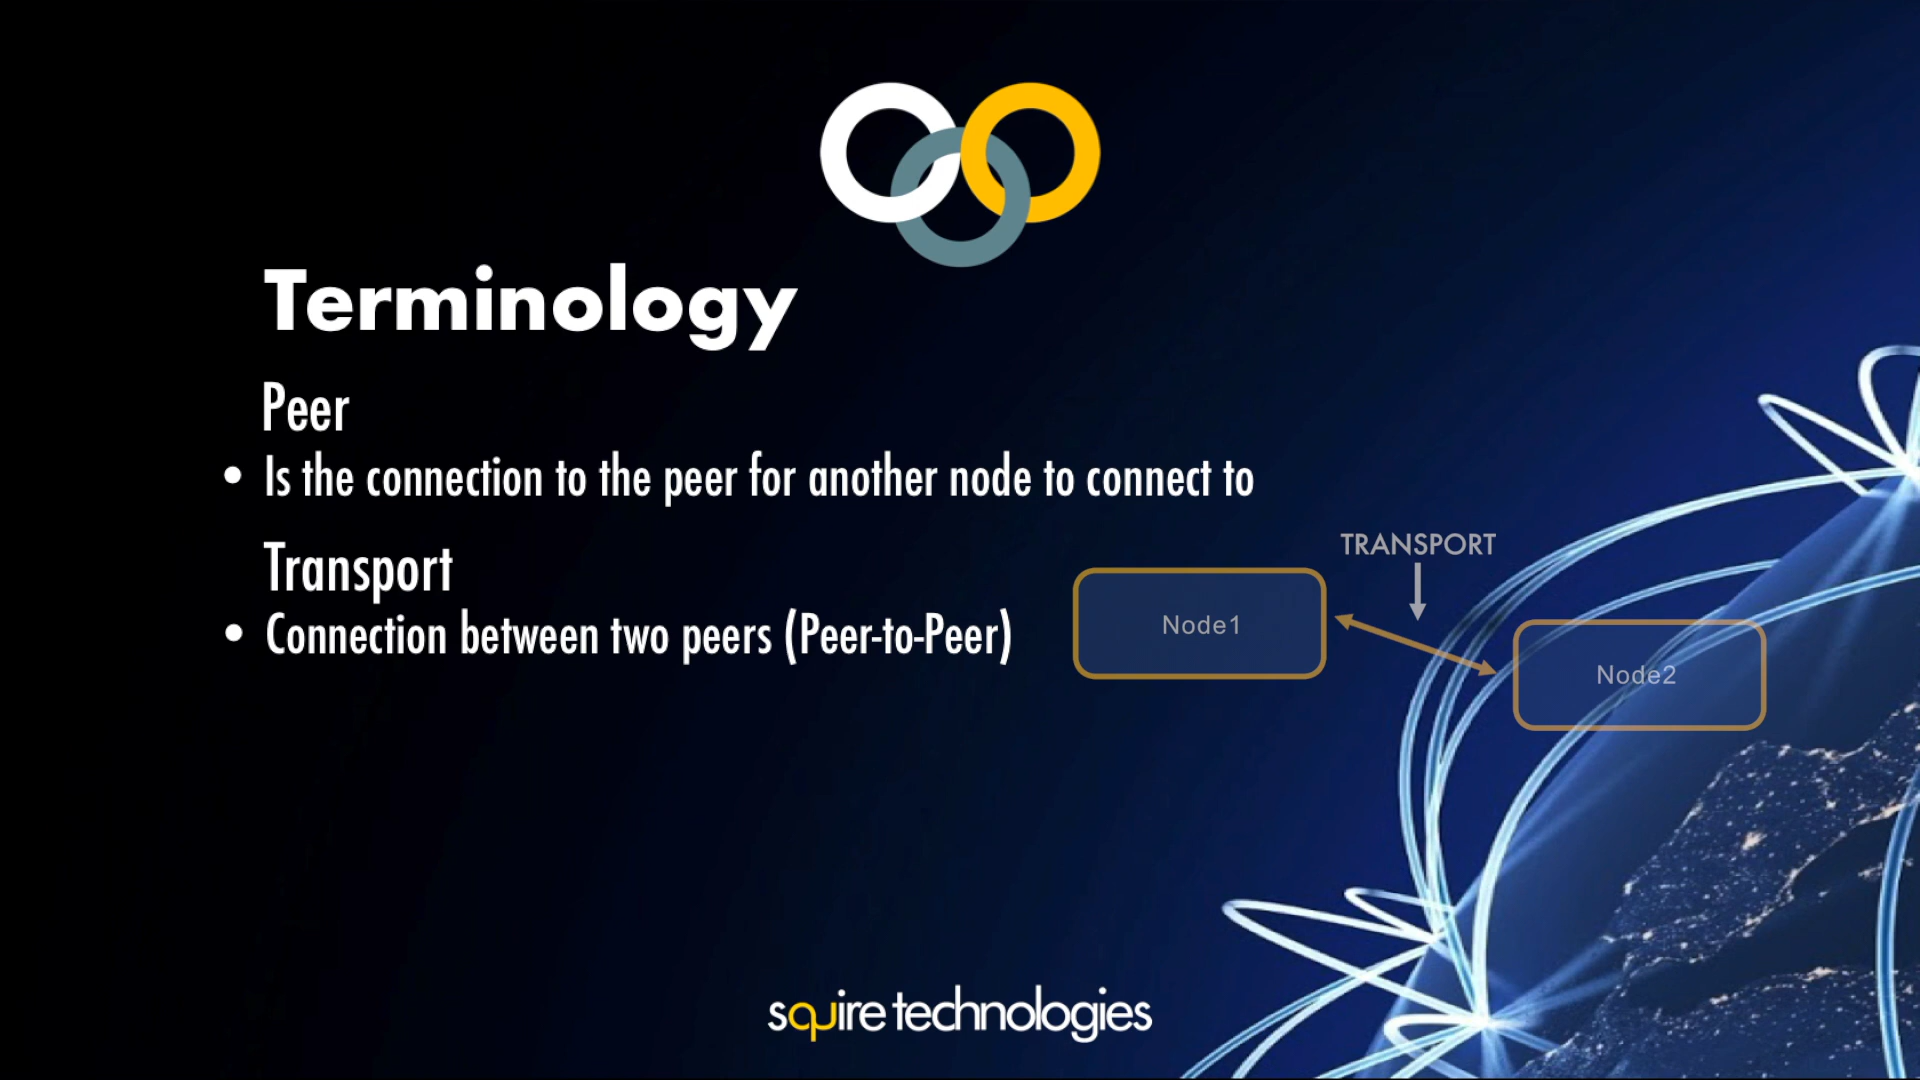 Terminology
Peer
• Is the connection to the peer for another node to connect to
Transport
• Connection between two peers (Peer-to-Peer)
TRANSPORT
Node1
Node2
squire technologies